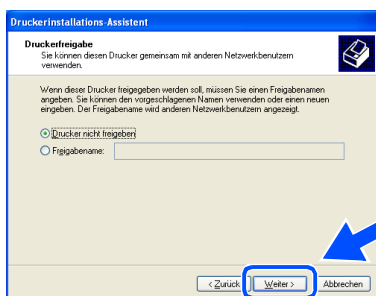 Druckerinstallations-Assistent
Druckerfreigabe
Sie können diesen Drucker gemeinsam mit anderen Netzwerkbenutzern
verwenden.
Wenn dieser Drucker freigegeben werden soll, müssen Sie einen Freigabenamen
angeben. Sie können den vorgeschlagenen Namen verwenden oder einen neuen
eingeben. Der Freigabename wird anderen Netzwerkbenutzern angezeigt.
Drucker nicht freigeben
Freigabename:
< Zurück Weiter > Abbrechen